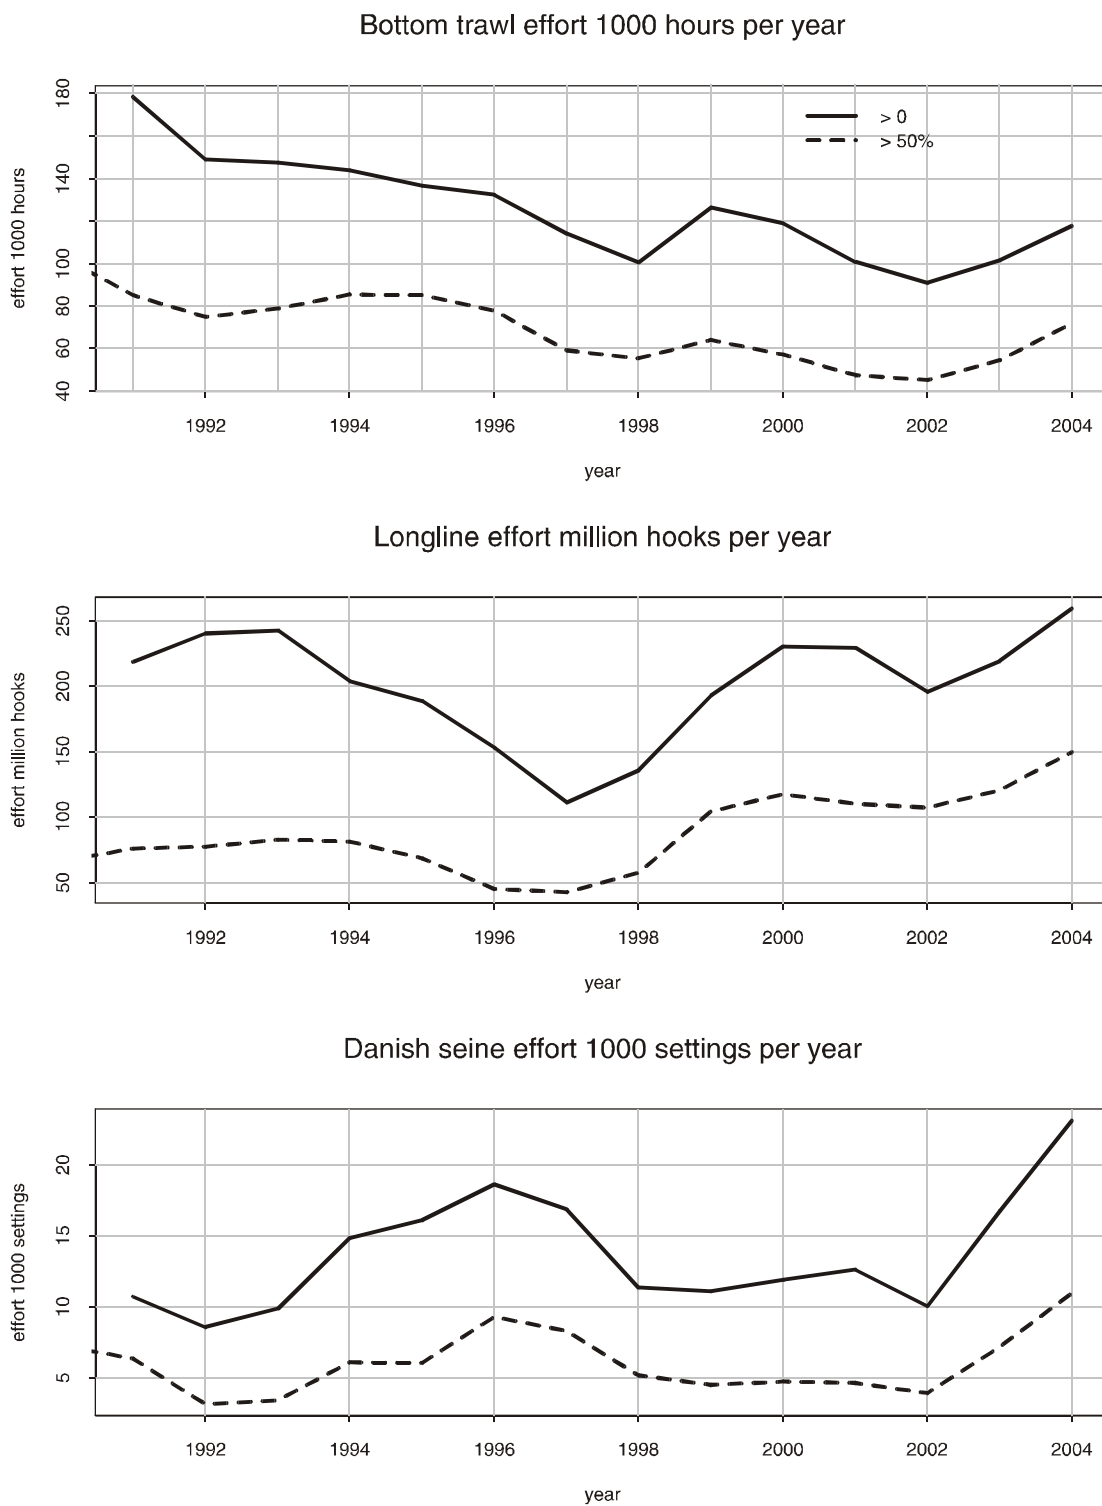 Bottom trawl effort 1000 hours per year
effort 1000 hours
180
140
100
80
60
40
> 0
> 50%
1992 1994 1996 1998 2000 2002 2004
year
Longline effort million hooks per year
effort million hooks
250
200
150
100
50
1992 1994 1996 1998 2000 2002 2004
year
Danish seine effort 1000 settings per year
effort 1000 settings
20
15
10
5
1992 1994 1996 1998 2000 2002 2004
year